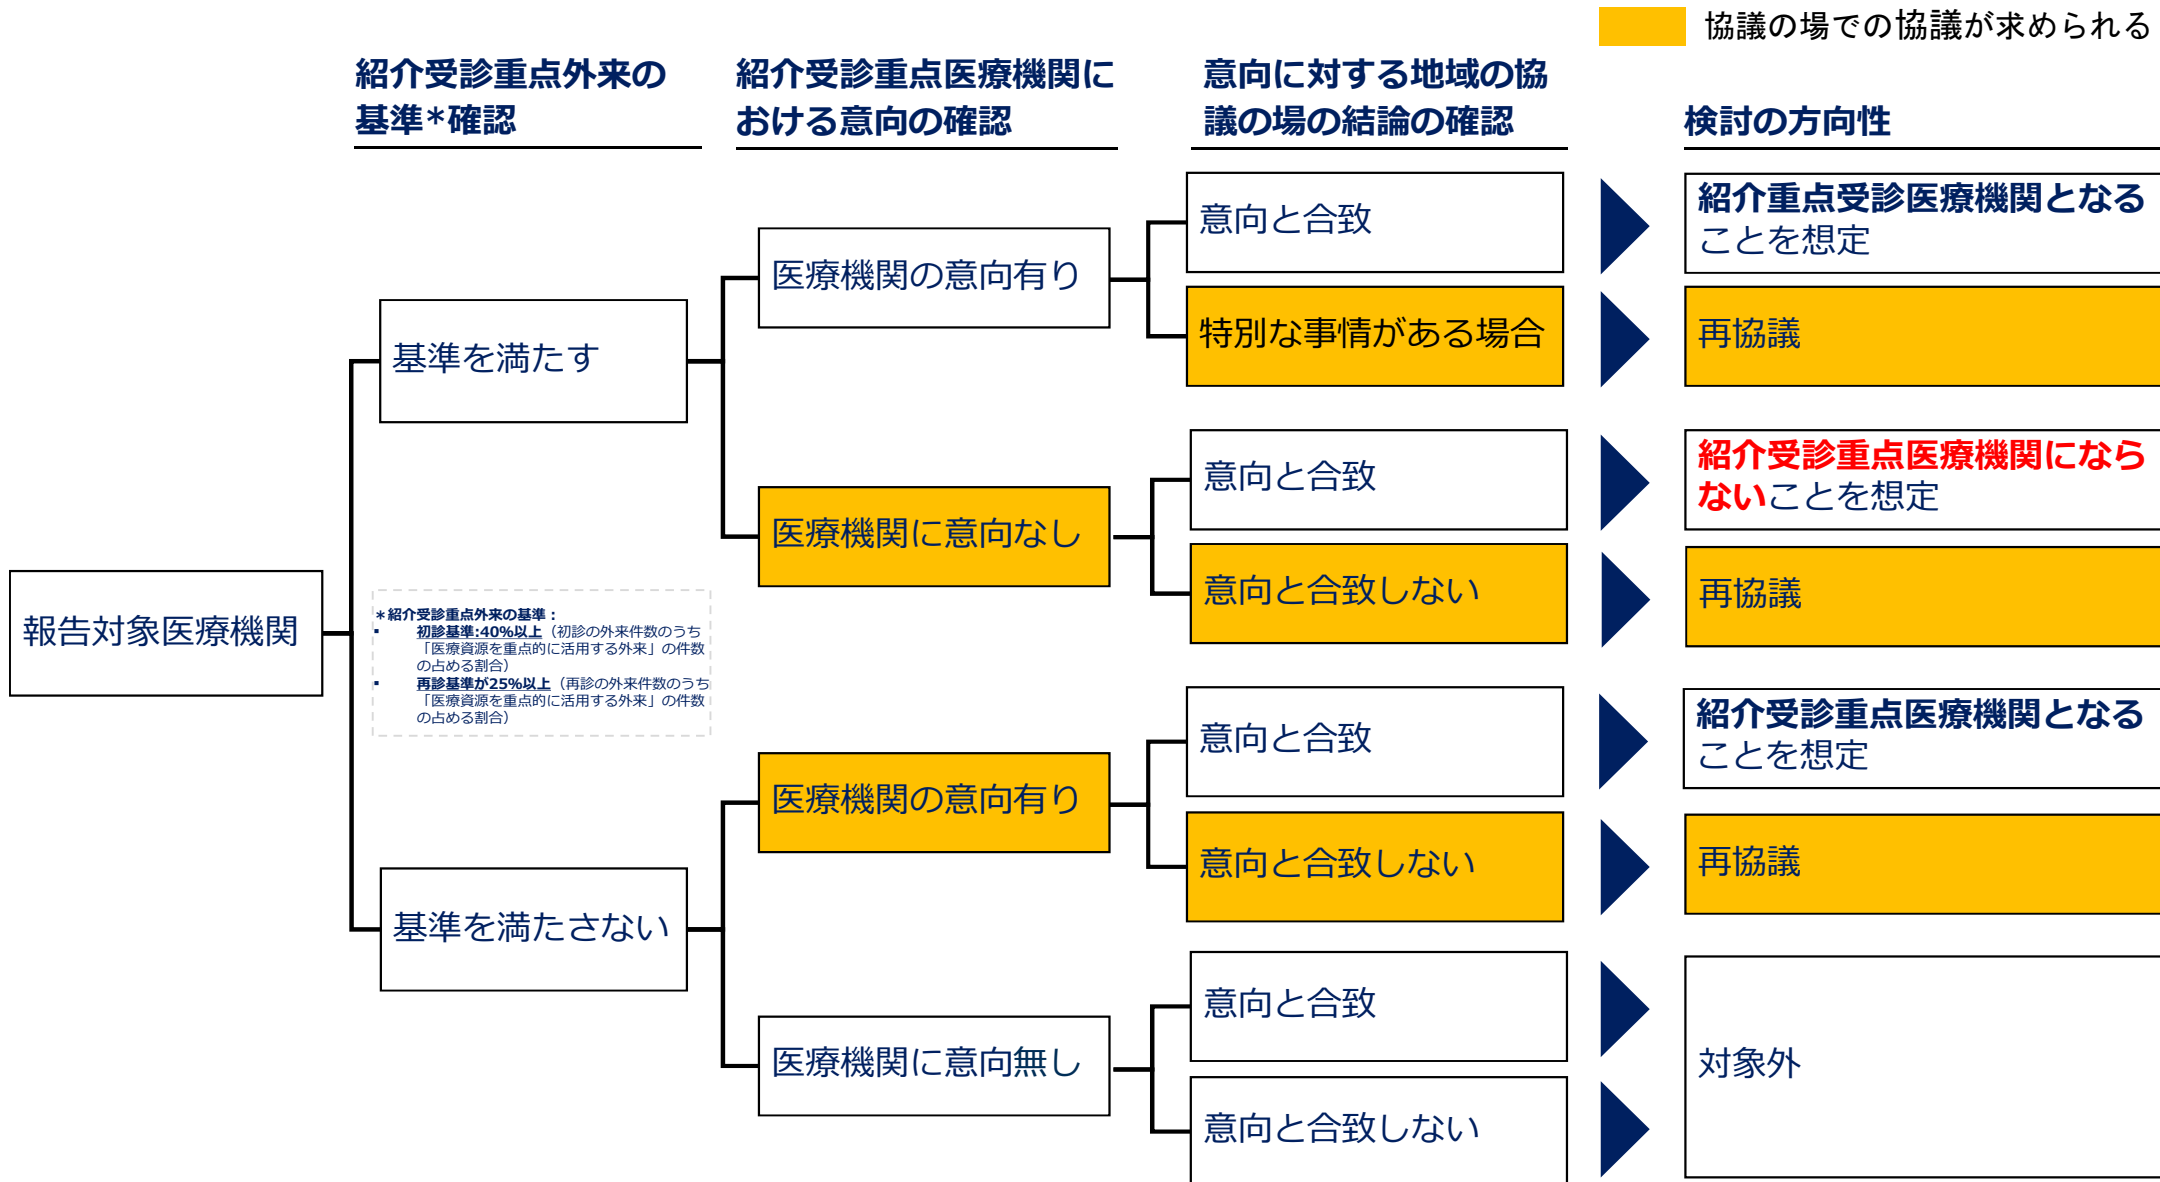 協議の場での協議が求められる
紹介受診重点外来の
基準*確認
紹介受診重点医療機関に
おける意向の確認
意向に対する地域の協
議の場の結論の確認
検討の方向性
報告対象医療機関
基準を満たす
*紹介受診重点外来の基準：
▪ 初診基準:40%以上（初診の外来件数のうち
「医療資源を重点的に活用する外来」の件数
の占める割合）
▪ 再診基準が25%以上（再診の外来件数のうち
「医療資源を重点的に活用する外来」の件数
の占める割合）
基準を満たさない
医療機関の意向有り
医療機関に意向なし
医療機関の意向有り
医療機関に意向無し
意向と合致
特別な事情がある場合
意向と合致
意向と合致しない
意向と合致
意向と合致しない
意向と合致
意向と合致しない
紹介重点受診医療機関となる
ことを想定
再協議
紹介受診重点医療機関になら
ないことを想定
再協議
紹介受診重点医療機関となる
ことを想定
再協議
対象外